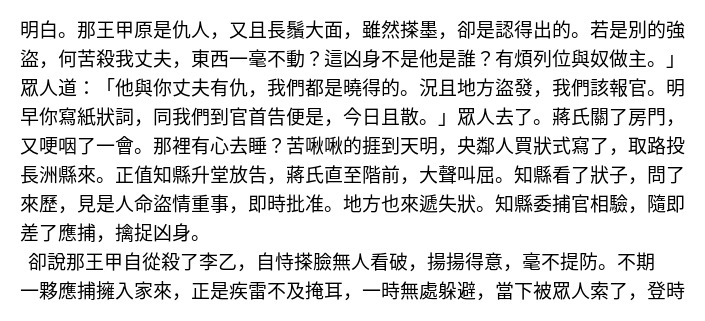 明白。那王甲原是仇人，又且長鬚大面，雖然搽墨，卻是認得出的。若是別的強
盜，何苦殺我丈夫，東西一毫不動？這凶身不是他是誰？有煩列位與奴做主。」
眾人道：「他與你丈夫有仇，我們都是曉得的。況且地方盜發，我們該報官。明
早你寫紙狀詞，同我們到官首告便是，今日且散。」眾人去了。蔣氏關了房門，
又哽咽了一會。那裡有心去睡？苦啾啾的捱到天明，央鄰人買狀式寫了，取路投
長洲縣來。正值知縣升堂放告，蔣氏直至階前，大聲叫屈。知縣看了狀子，問了
來歷，見是人命盜情重事，即時批准。地方也來遞失狀。知縣委捕官相驗，隨即
差了應捕，擒捉凶身。
卻說那王甲自從殺了李乙，自恃搽臉無人看破，揚揚得意，毫不提防。不期
一夥應捕擁入家來，正是疾雷不及掩耳，一時無處躲避，當下被眾人索了，登時